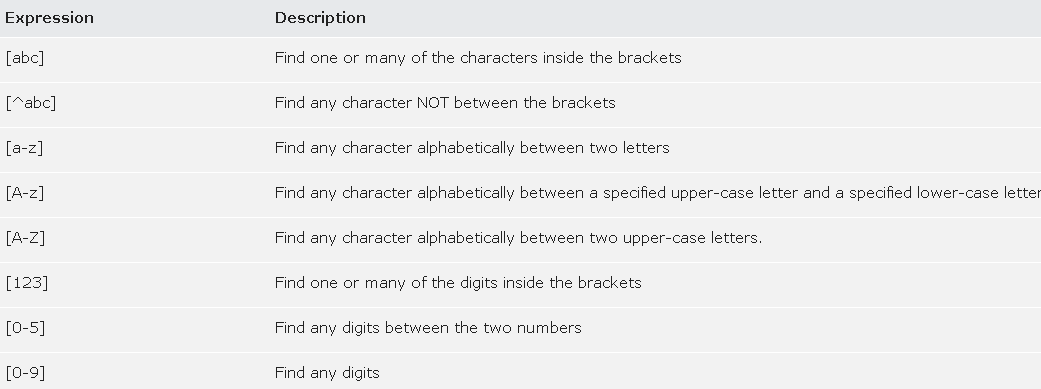 Expression Description
[abc] Find one or many of the characters inside the brackets
[^abc] Find any character NOT between the brackets
[a-z] Find any character alphabetically between two letters
[A-z] Find any character alphabetically between a specified upper-case letter and a specified lower-case letter
[A-Z] Find any character alphabetically between two upper-case letters.
[123] Find one or many of the digits inside the brackets
[0-5] Find any digits between the two numbers
[0-9] Find any digits